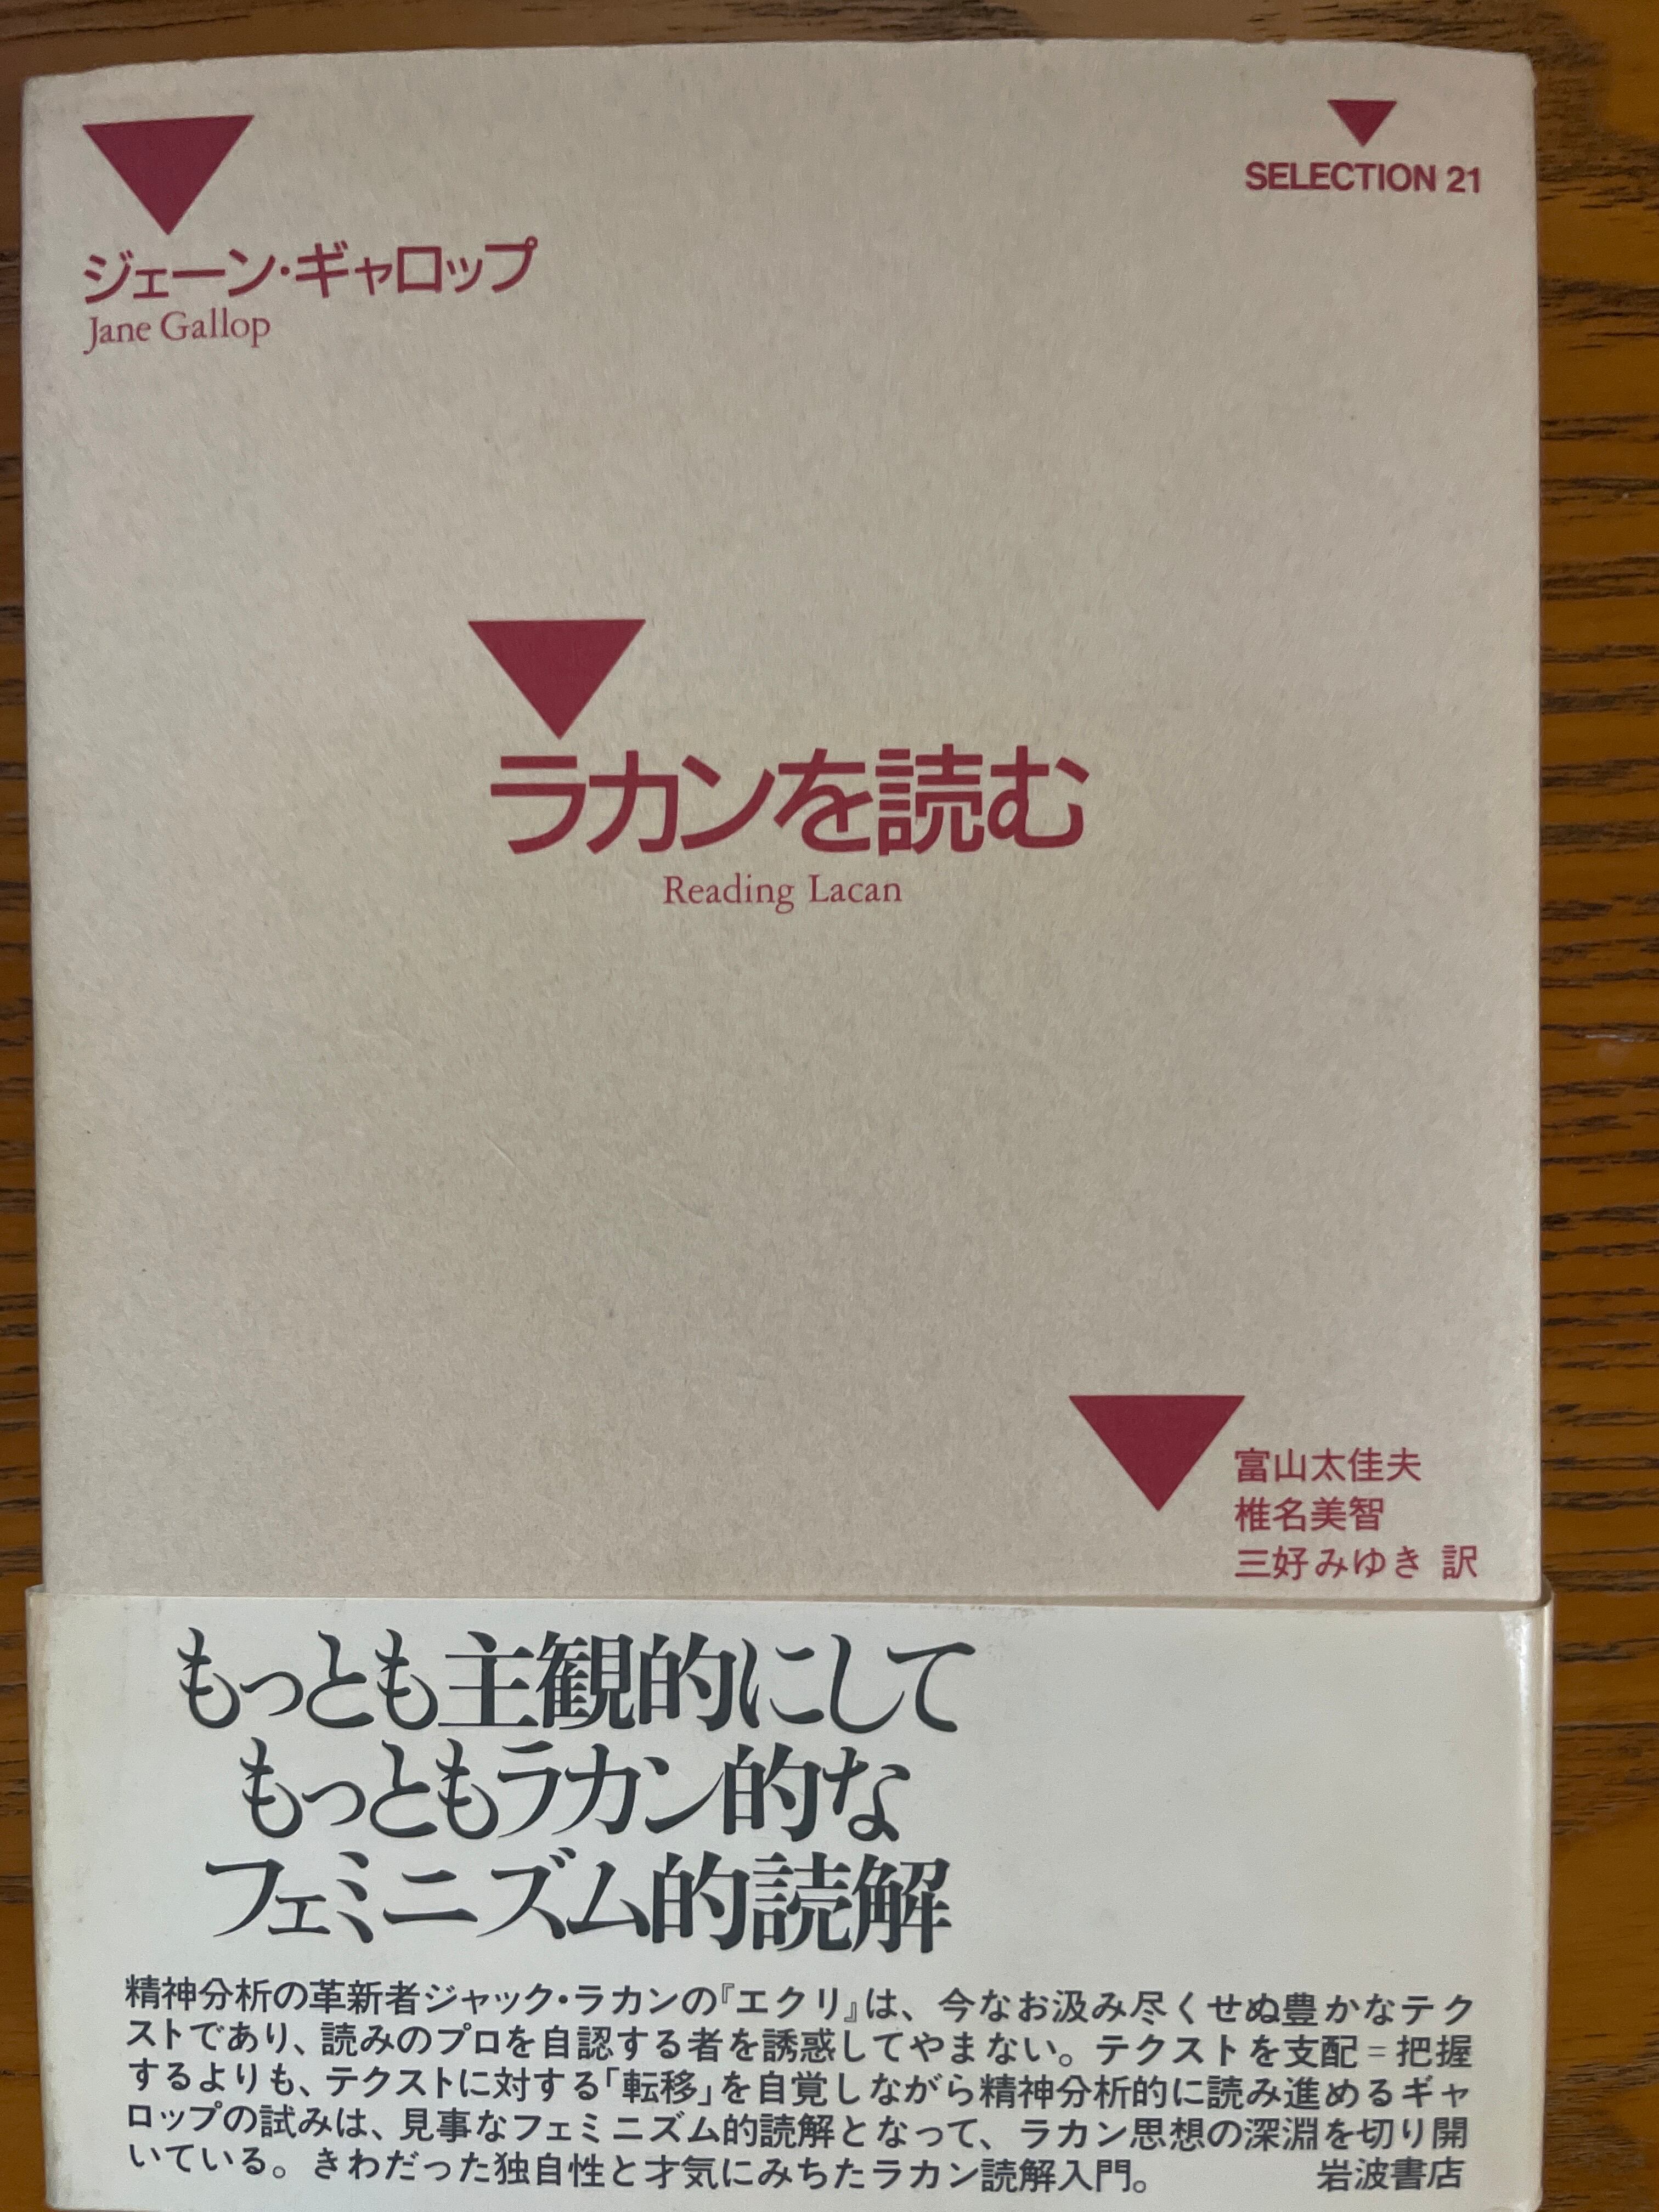 SELECTION 21
ジェーン・ギャロップ
Jane Gallop
ラカンを読む
Reading Lacan
富山太佳夫
椎名美智
三好みゆき 訳
もっとも主観的にして
もっともラカン的な
フェミニズム的読解
精神分析の革新者ジャック・ラカンの『エクリ』は、今なお汲み尽くせぬ豊かなテク
ストであり、読みのプロを自認する者を誘惑してやまない。テクストを支配=把握
するよりも、テクストに対する「転移」を自覚しながら精神分析的に読み進めるギャ
ロップの試みは、見事なフェミニズム的読解となって、ラカン思想の深淵を切り開
いている。きわだった独自性と才気にみちたラカン読解入門。 岩波書店